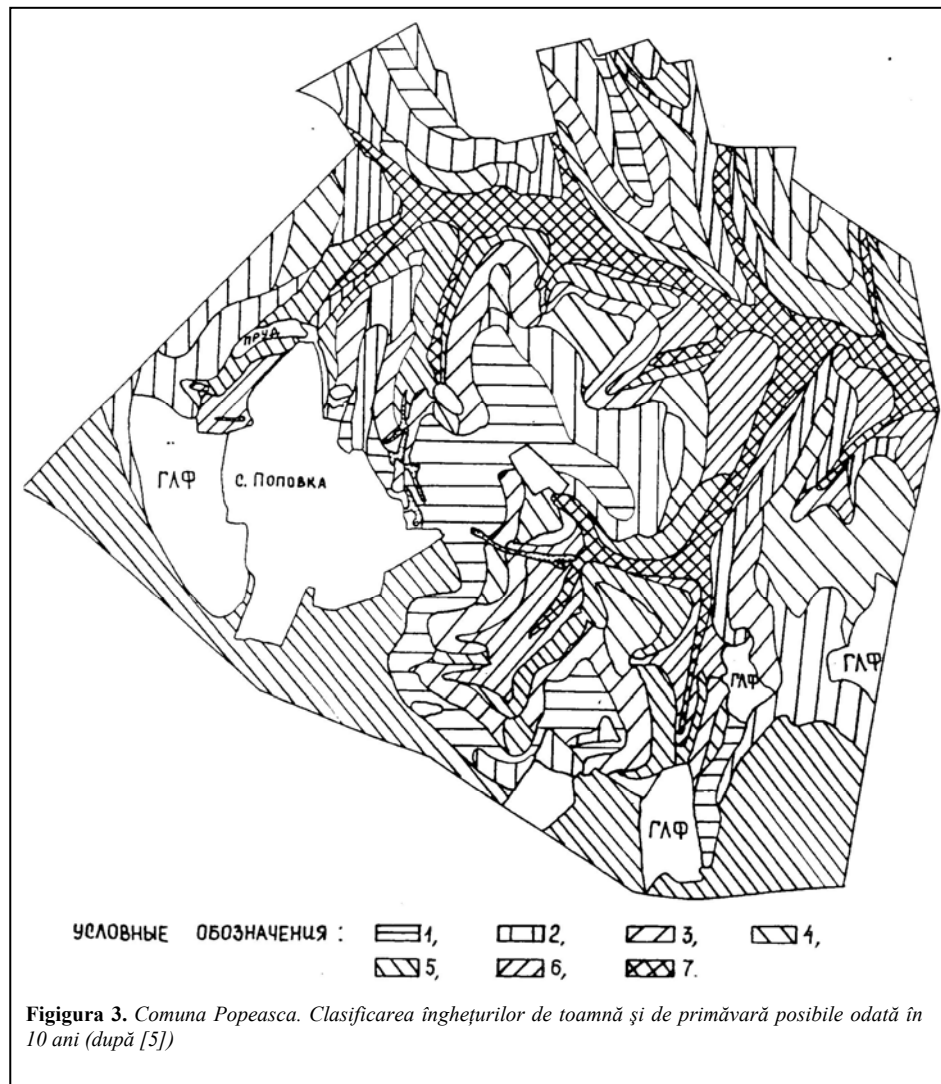 ПРУД
ГЛФ
с. ПОПОВКА
ГЛФ
ГЛФ
ГЛФ
УСЛОВНЫЕ ОБОЗНАЧЕНИЯ : 1, 2, 3, 4,
5, 6, 7.
Figigura 3. Comuna Popeasca. Clasificarea îngheţurilor de toamnă şi de primăvară posibile odată în
10 ani (după [5])